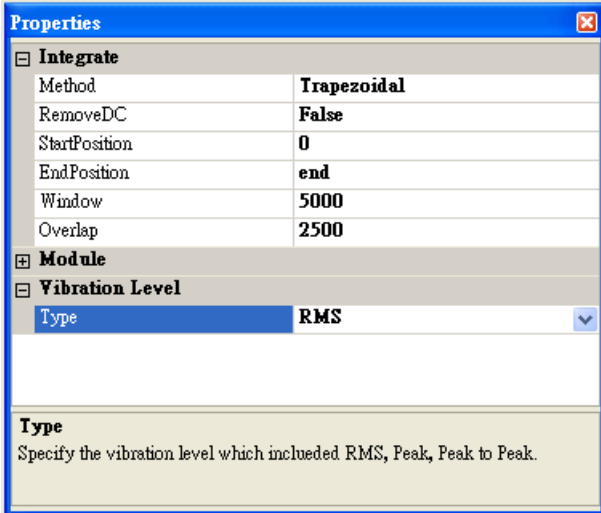 Properties
Integrate
Method Trapezoidal
RemoveDC False
StartPosition 0
EndPosition end
Window 5000
Overlap 2500
Module
Vibration Level
Type RMS
Type
Specify the vibration level which inclueded RMS, Peak, Peak to Peak.